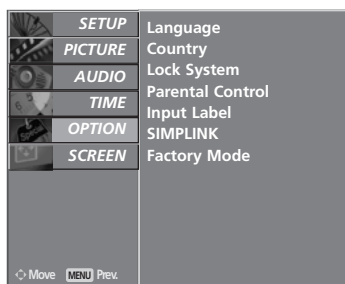 SETUP
PICTURE
AUDIO
TIME
OPTION
SCREEN
Language
Country
Lock System
Parental Control
Input Label
SIMPLINK
Factory Mode
Move MENU Prev.